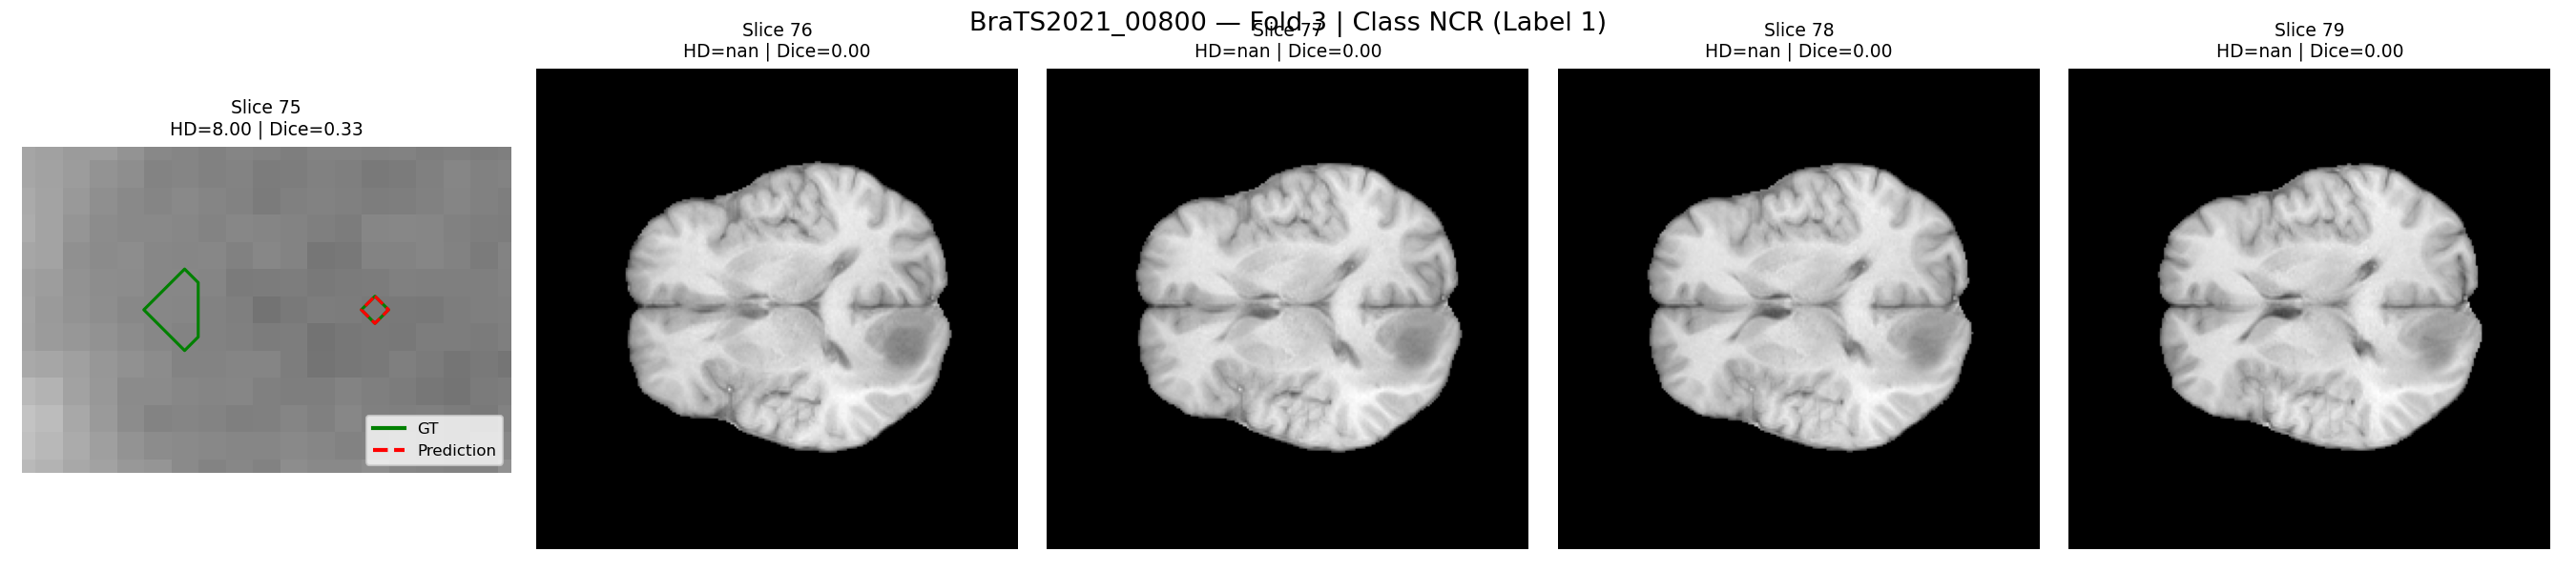 BraTS2021_00800 — Fold 3 | Class NCR (Label 1)
Slice 75
HD=8.00 | Dice=0.33
GT
Prediction
Slice 76
HD=nan | Dice=0.00
Slice 77
HD=nan | Dice=0.00
Slice 78
HD=nan | Dice=0.00
Slice 79
HD=nan | Dice=0.00